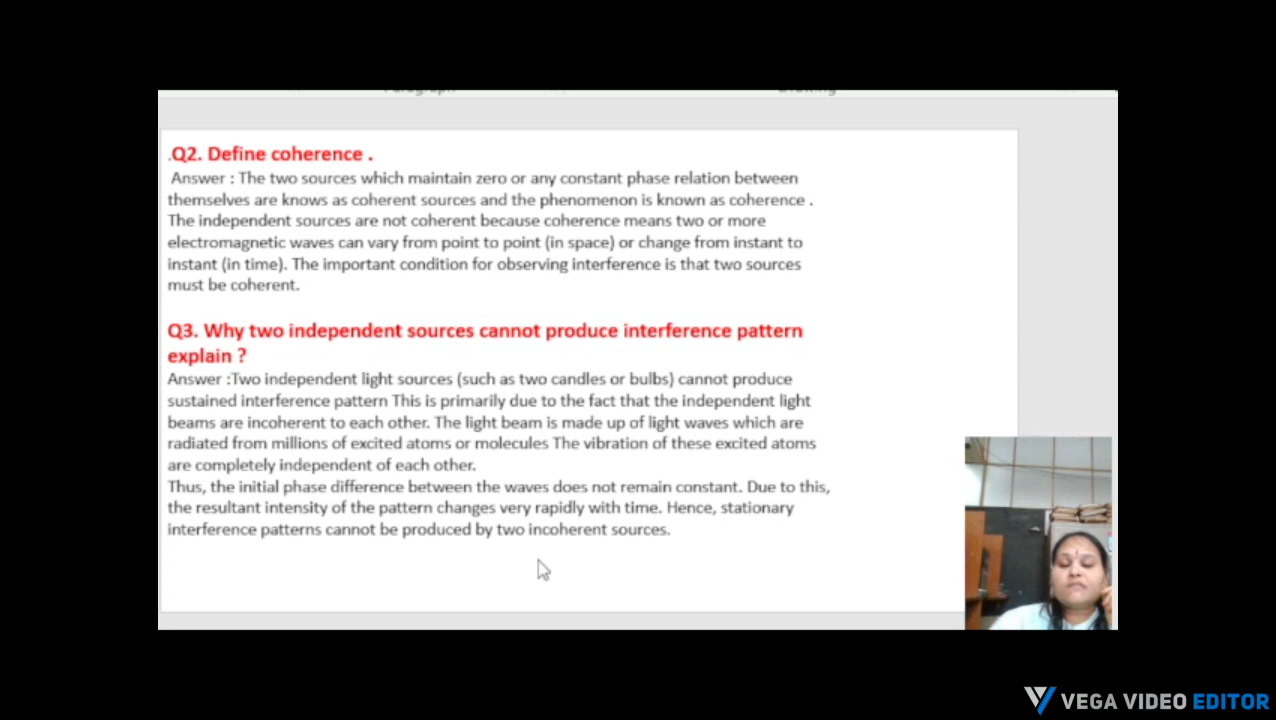 .Q2. Define coherence .
Answer : The two sources which maintain zero or any constant phase relation between
themselves are knows as coherent sources and the phenomenon is known as coherence .
The independent sources are not coherent because coherence means two or more
electromagnetic waves can vary from point to point (in space) or change from instant to
instant (in time). The important condition for observing interference is that two sources
must be coherent.
Q3. Why two independent sources cannot produce interference pattern
explain ?
Answer :Two independent light sources (such as two candles or bulbs) cannot produce
sustained interference pattern This is primarily due to the fact that the independent light
beams are incoherent to each other. The light beam is made up of light waves which are
radiated from millions of excited atoms or molecules The vibration of these excited atoms
are completely independent of each other.
Thus, the initial phase difference between the waves does not remain constant. Due to this,
the resultant intensity of the pattern changes very rapidly with time. Hence, stationary
interference patterns cannot be produced by two incoherent sources.
VEGA VIDEO EDITOR